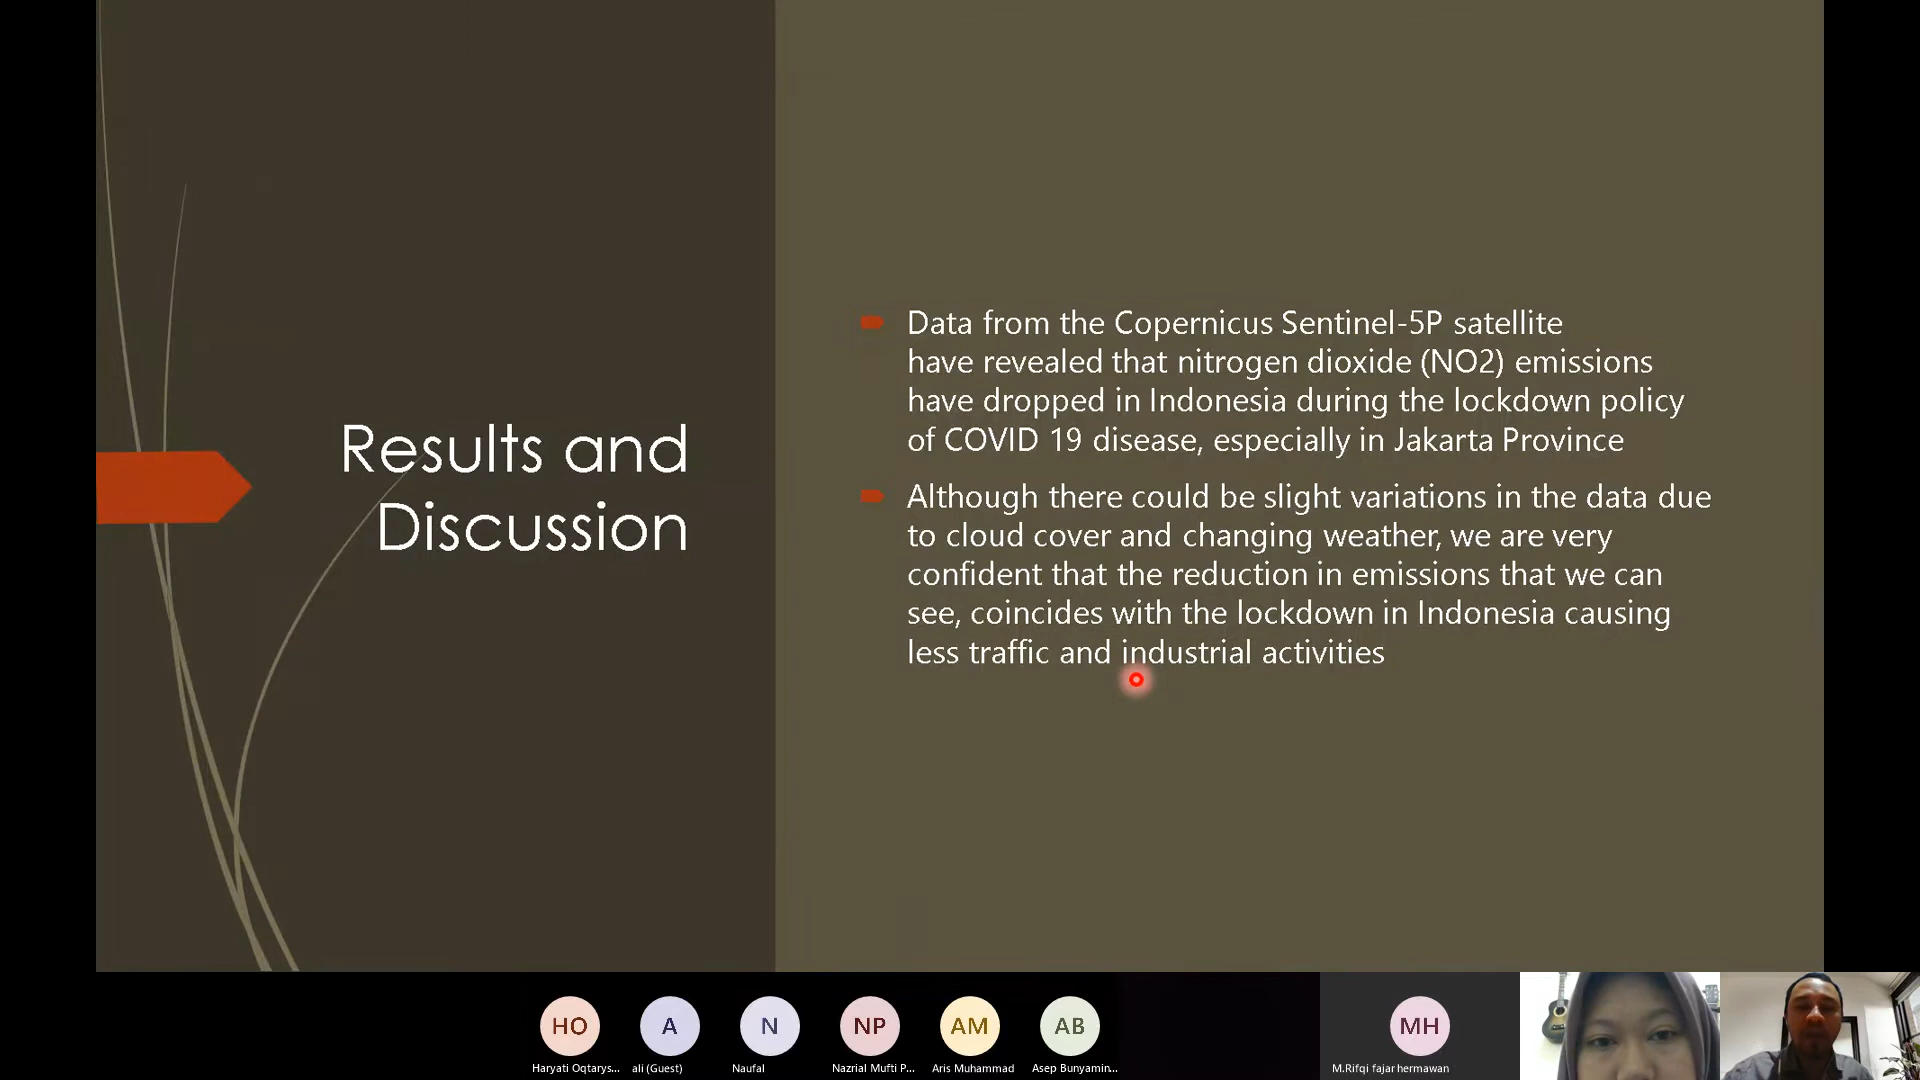 Results and
Discussion
Data from the Copernicus Sentinel-5P satellite
have revealed that nitrogen dioxide (NO2) emissions
have dropped in Indonesia during the lockdown policy
of COVID 19 disease, especially in Jakarta Province
Although there could be slight variations in the data due
to cloud cover and changing weather, we are very
confident that the reduction in emissions that we can
see, coincides with the lockdown in Indonesia causing
less traffic and industrial activities
HO
A
N
NP
AM
AB
MH
Haryati Oqtarys...
ali (Guest)
Naufal
Nazrial Mufti P...
Aris Muhammad
Asep Bunyamin...
M.Rifqi fajar hermawan